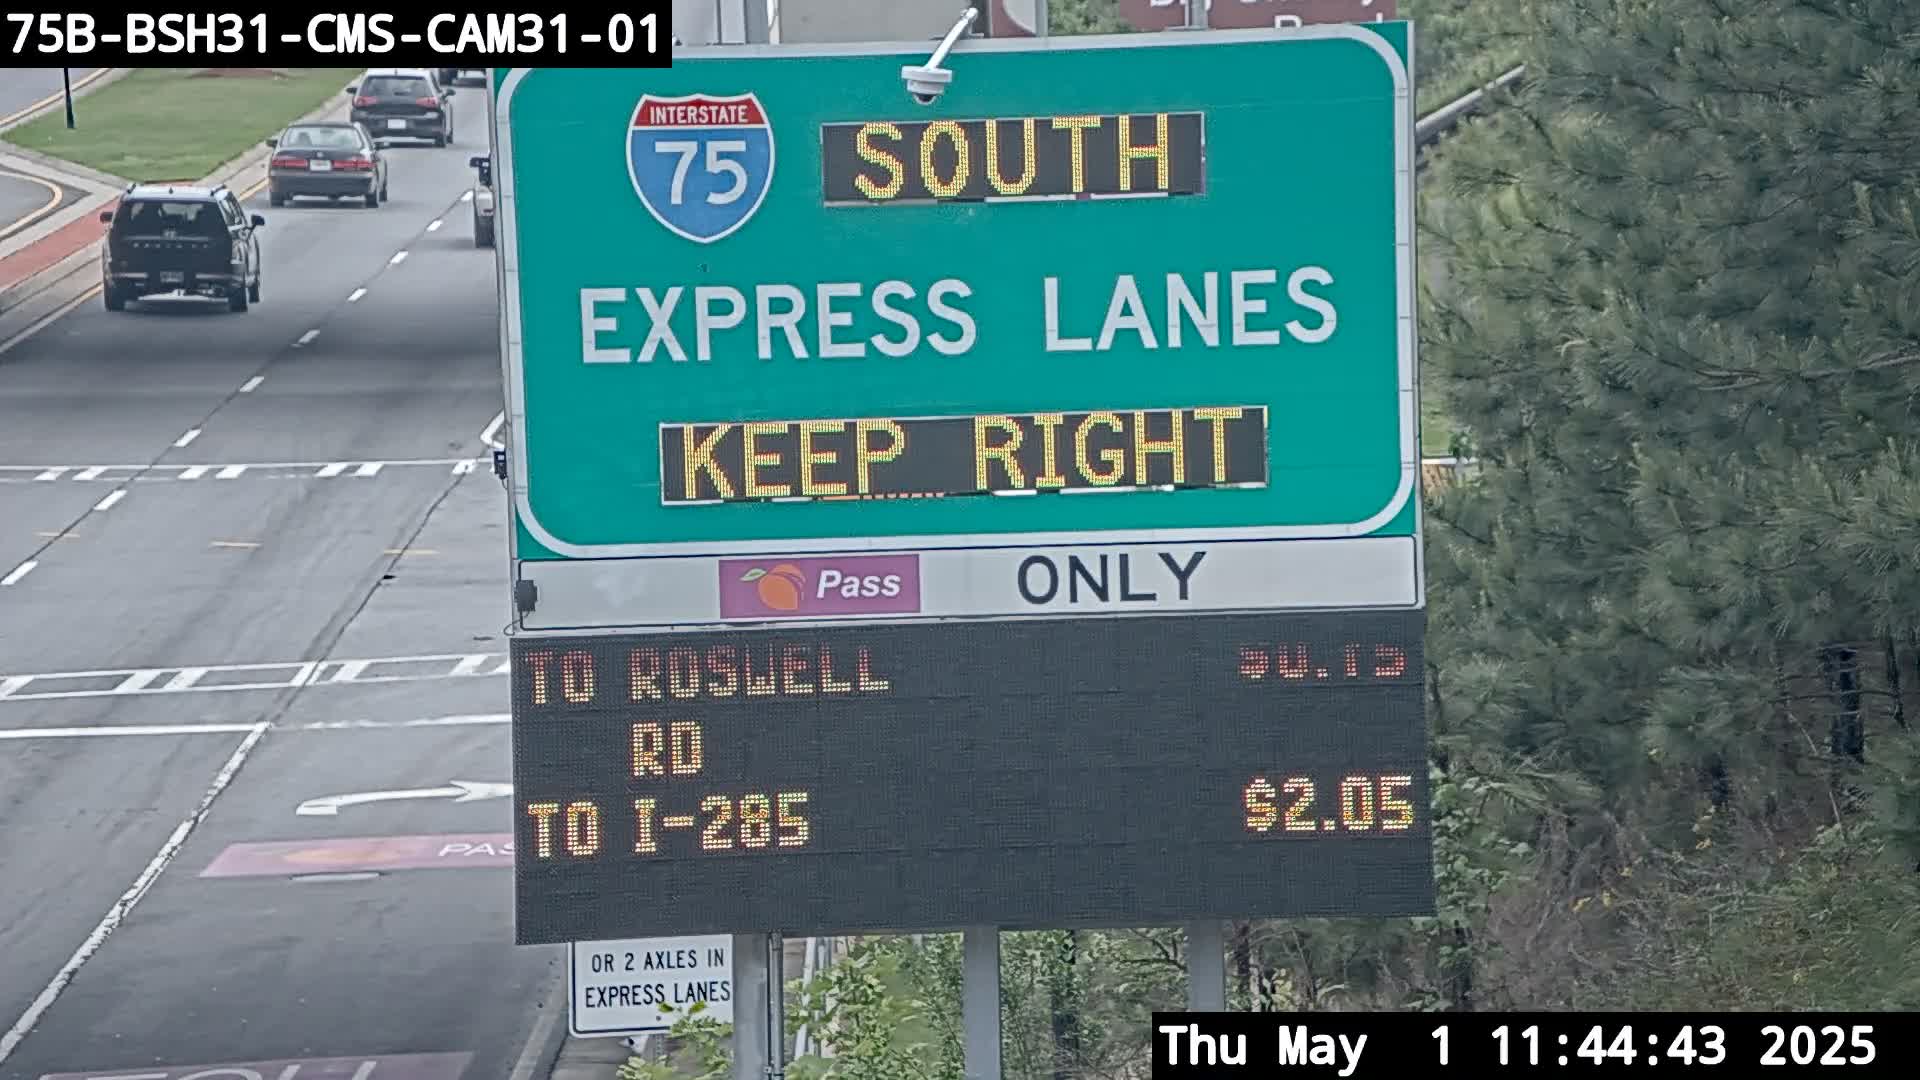 75B-BSH31-CMS-CAM31-01
INTERSTATE
75
SOUTH
EXPRESS LANES
KEEP RIGHT
Pass ONLY
TO ROSWELL
RD
TO I-285 $2.05
OR 2 AXLES IN
EXPRESS LANES
Thu May 1 11:44:43 2025